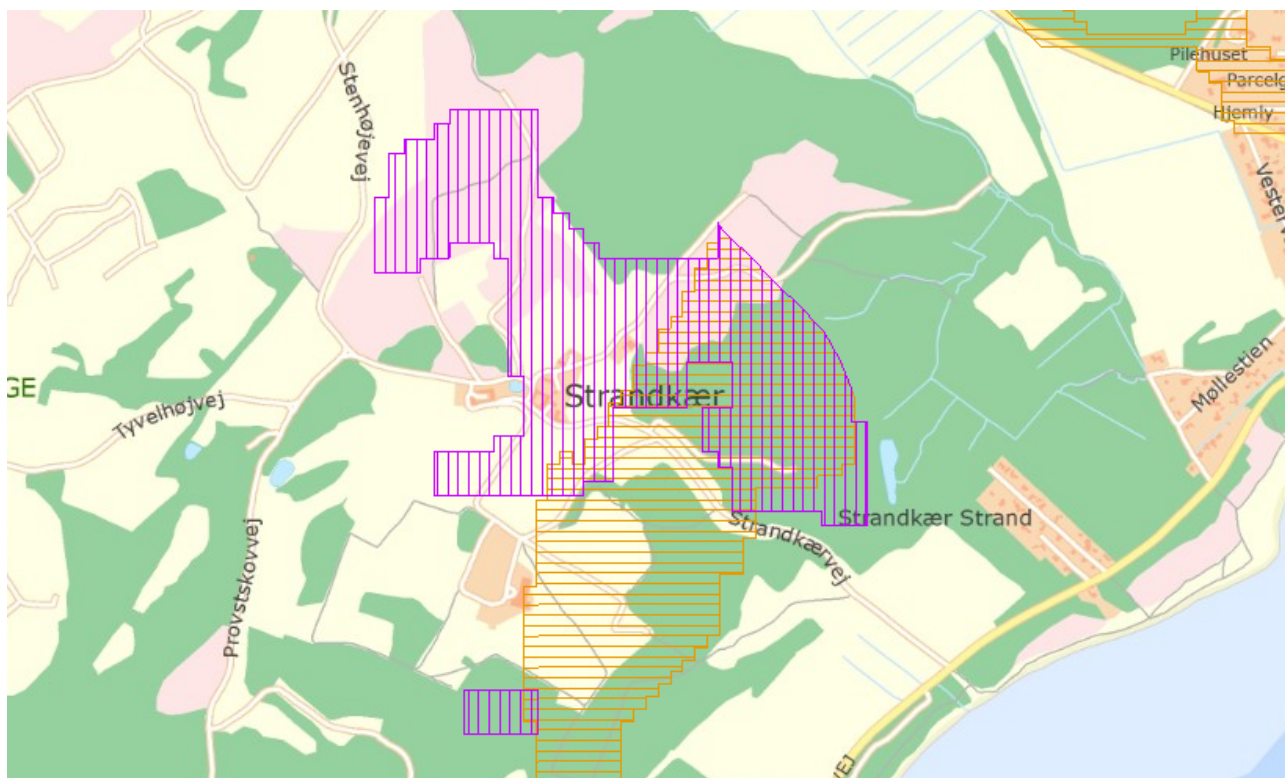 Pilehuset
Parcelg
Hjemly
Stenhøjevej
Vester
GE
Strandkær
Tyvelhøjvej
Møllestien
Strandkær Strand
Strandkærvej
Provstskovvej
VEJ